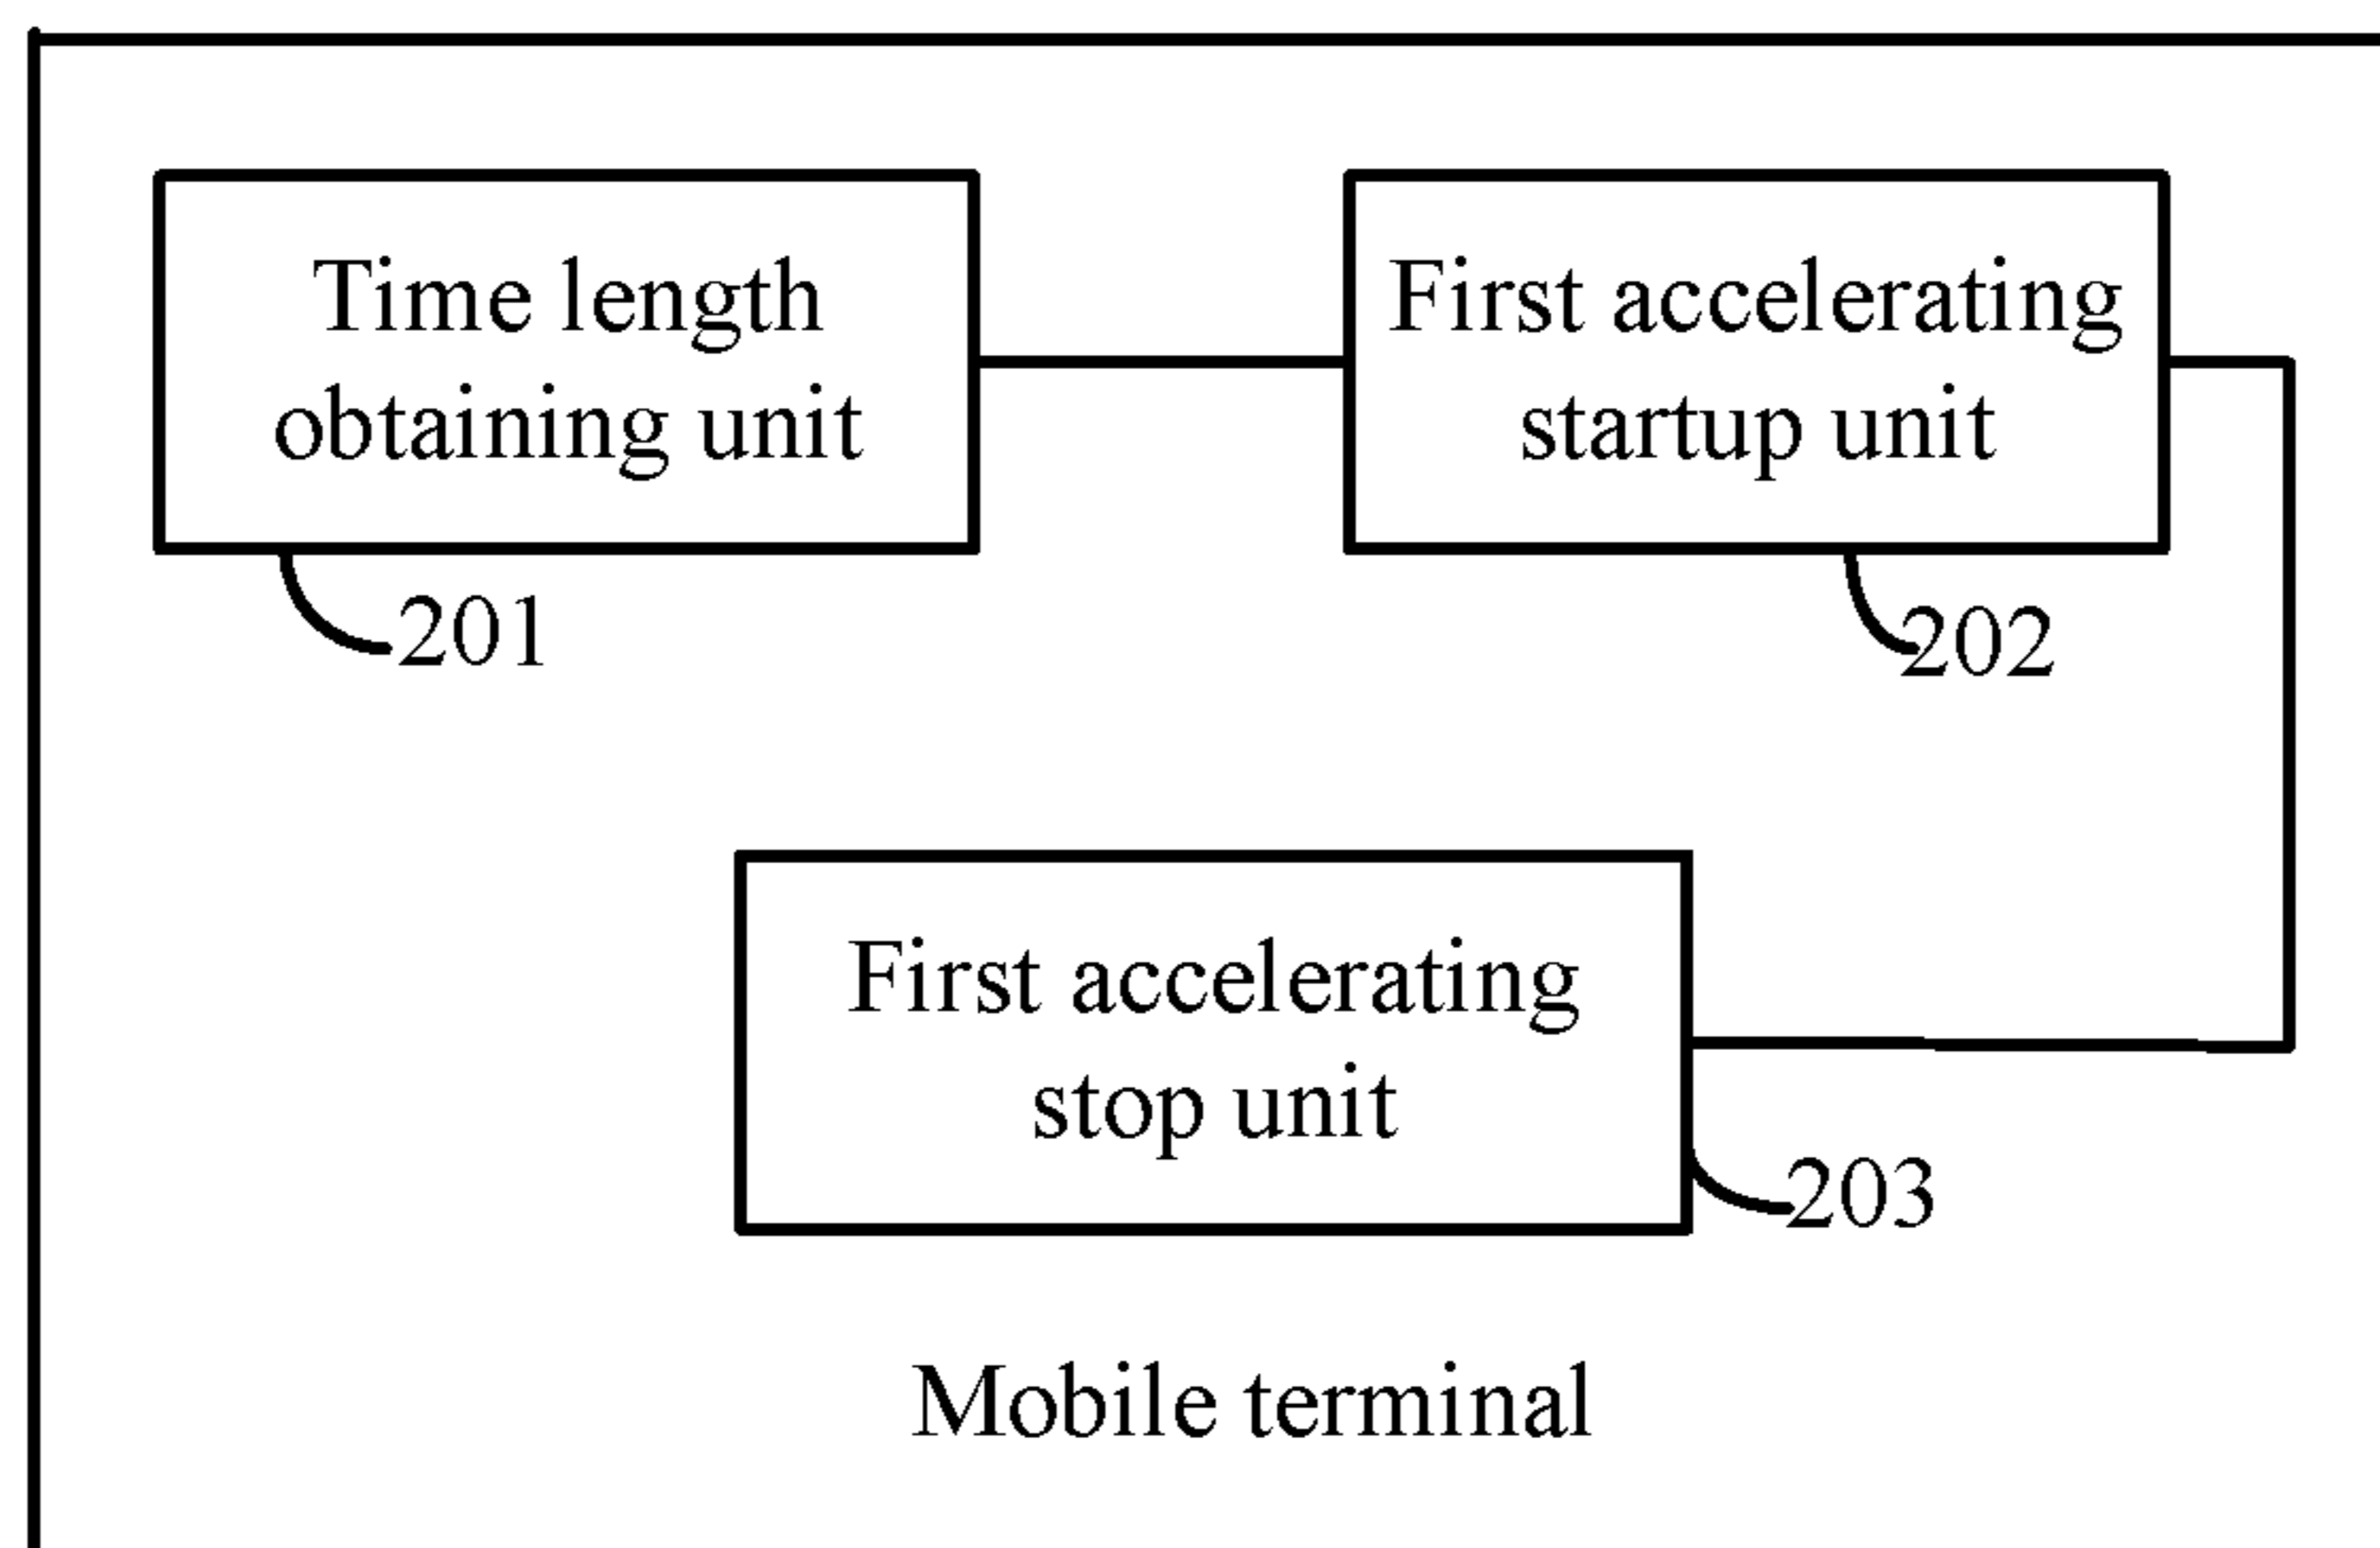 Time length
obtaining unit
First accelerating
startup unit
201
202
First accelerating
stop unit
203
Mobile terminal